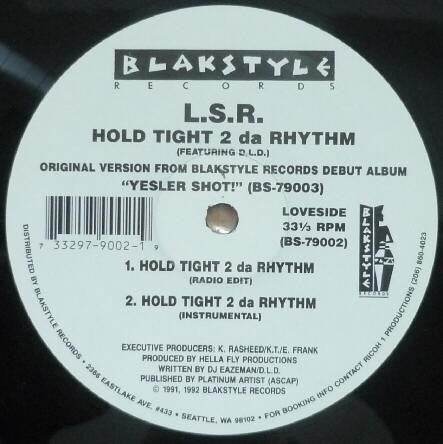 BLAKSTYLE
RECORDS
L.S.R.
HOLD TIGHT 2 da RHYTHM
(FEATURING D.L.D.)
ORIGINAL VERSION FROM BLAKSTYLE RECORDS DEBUT ALBUM
"YESLER SHOT!" (BS-79003)
LOVESIDE
33⅓ RPM
(BS-79002)
7 33297-9002-1 9
BLAKSTYLE
RECORDS
1. HOLD TIGHT 2 da RHYTHM
(RADIO EDIT)
2. HOLD TIGHT 2 da RHYTHM
(INSTRUMENTAL)
EXECUTIVE PRODUCERS: K. RASHEED/K.T./E. FRANK
PRODUCED BY HELLA FLY PRODUCTIONS
WRITTEN BY DJ EAZEMAN/D.L.D.
PUBLISHED BY PLATINUM ARTIST (ASCAP)
© 1991, 1992 BLAKSTYLE RECORDS
DISTRIBUTED BY BLAKSTYLE RECORDS • 2366 EASTLAKE AVE. #433 • SEATTLE, WA 98102 • FOR BOOKING INFO CONTACT RICOH 1 PRODUCTIONS (206) 860-4023